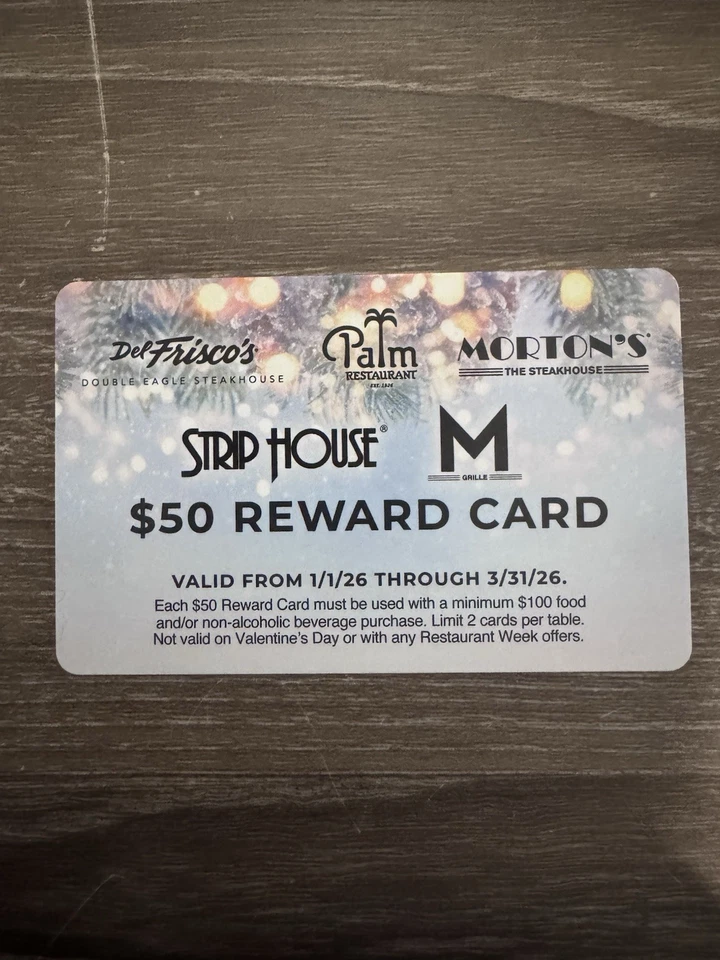 Del Frisco's
DOUBLE EAGLE STEAKHOUSE
Palm
RESTAURANT
EST. 1926
MORTON'S®
THE STEAKHOUSE
STRIP HOUSE®
M
GRILLE
$50 REWARD CARD
VALID FROM 1/1/26 THROUGH 3/31/26.
Each $50 Reward Card must be used with a minimum $100 food
and/or non-alcoholic beverage purchase. Limit 2 cards per table.
Not valid on Valentine's Day or with any Restaurant Week offers.